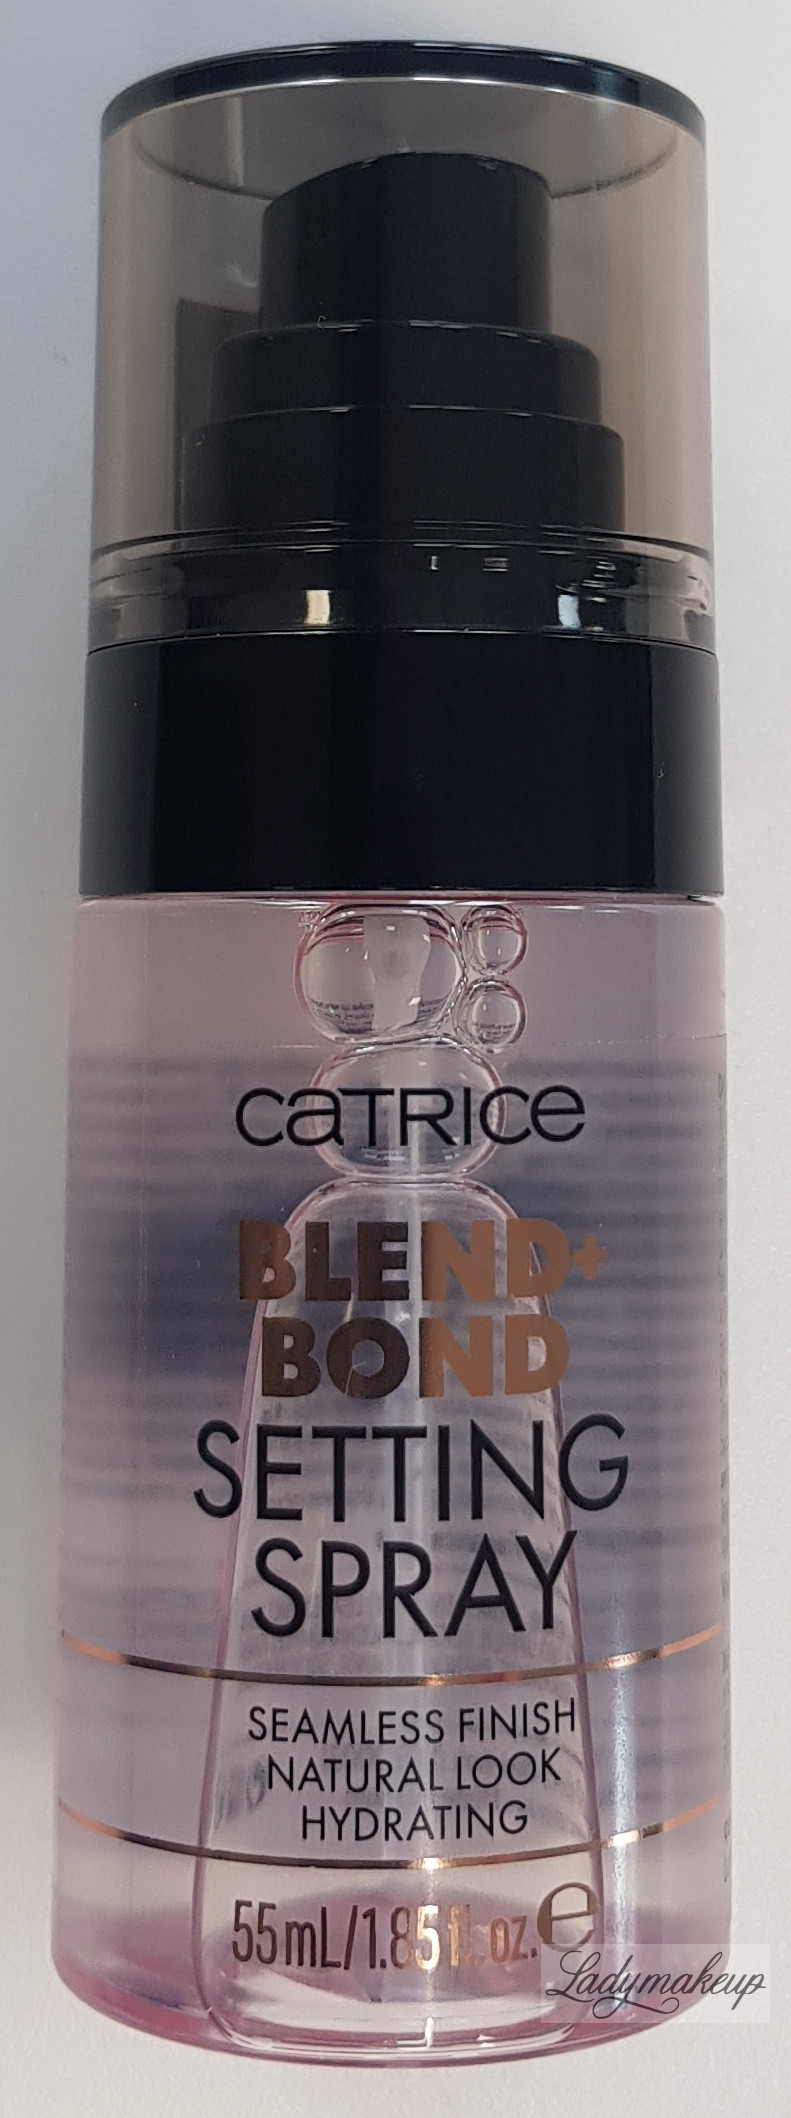 CATRICE
BLEND+
BOND
SETTING
SPRAY
SEAMLESS FINISH
NATURAL LOOK
HYDRATING
55mL/1.85 fl. oz. e
Ladymakeup